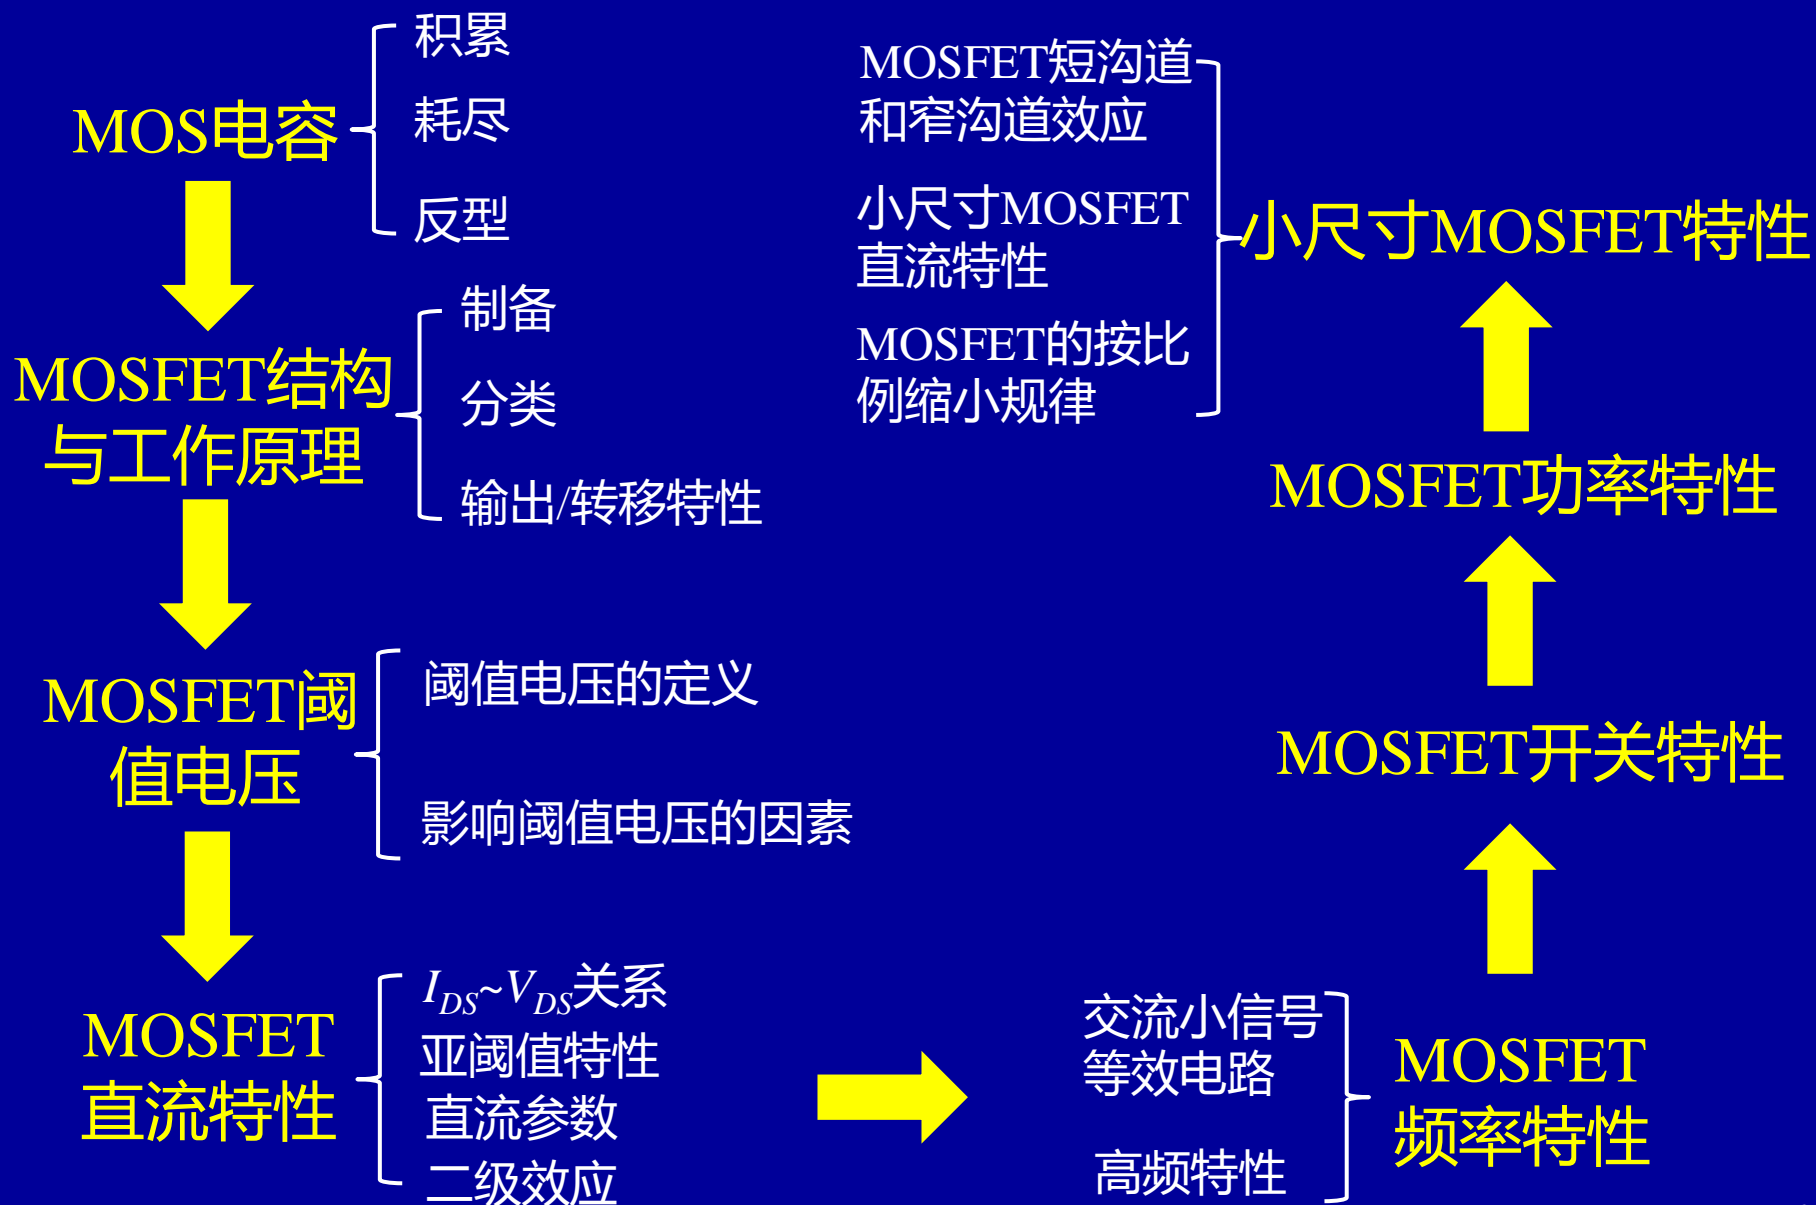 MOS电容
积累
耗尽
反型
MOSFET结构
与工作原理
制备
分类
输出/转移特性
MOSFET阈
值电压
阈值电压的定义
影响阈值电压的因素
MOSFET
直流特性
I_DS~V_DS关系
亚阈值特性
直流参数
二级效应
交流小信号
等效电路
高频特性
MOSFET
频率特性
MOSFET开关特性
MOSFET功率特性
小尺寸MOSFET特性
MOSFET短沟道
和窄沟道效应
小尺寸MOSFET
直流特性
MOSFET的按比
例缩小规律